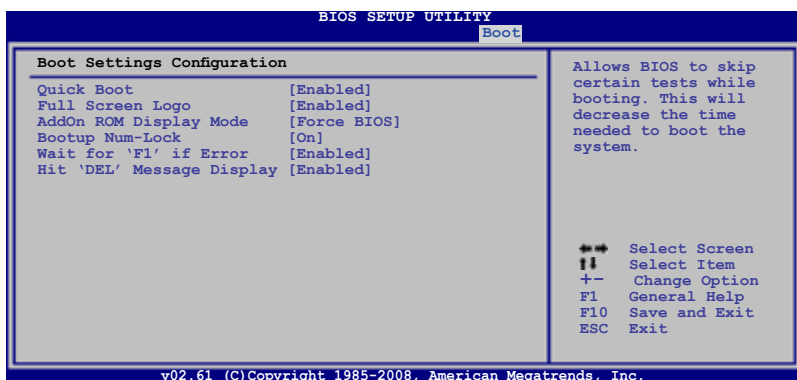 BIOS SETUP UTILITY
Boot
Boot Settings Configuration
Quick Boot [Enabled]
Full Screen Logo [Enabled]
AddOn ROM Display Mode [Force BIOS]
Bootup Num-Lock [On]
Wait for ‘F1’ if Error [Enabled]
Hit ‘DEL’ Message Display [Enabled]
Allows BIOS to skip
certain tests while
booting. This will
decrease the time
needed to boot the
system.
←→ Select Screen
↑↓ Select Item
+- Change Option
F1 General Help
F10 Save and Exit
ESC Exit
v02.61 (C)Copyright 1985-2008, American Megatrends, Inc.